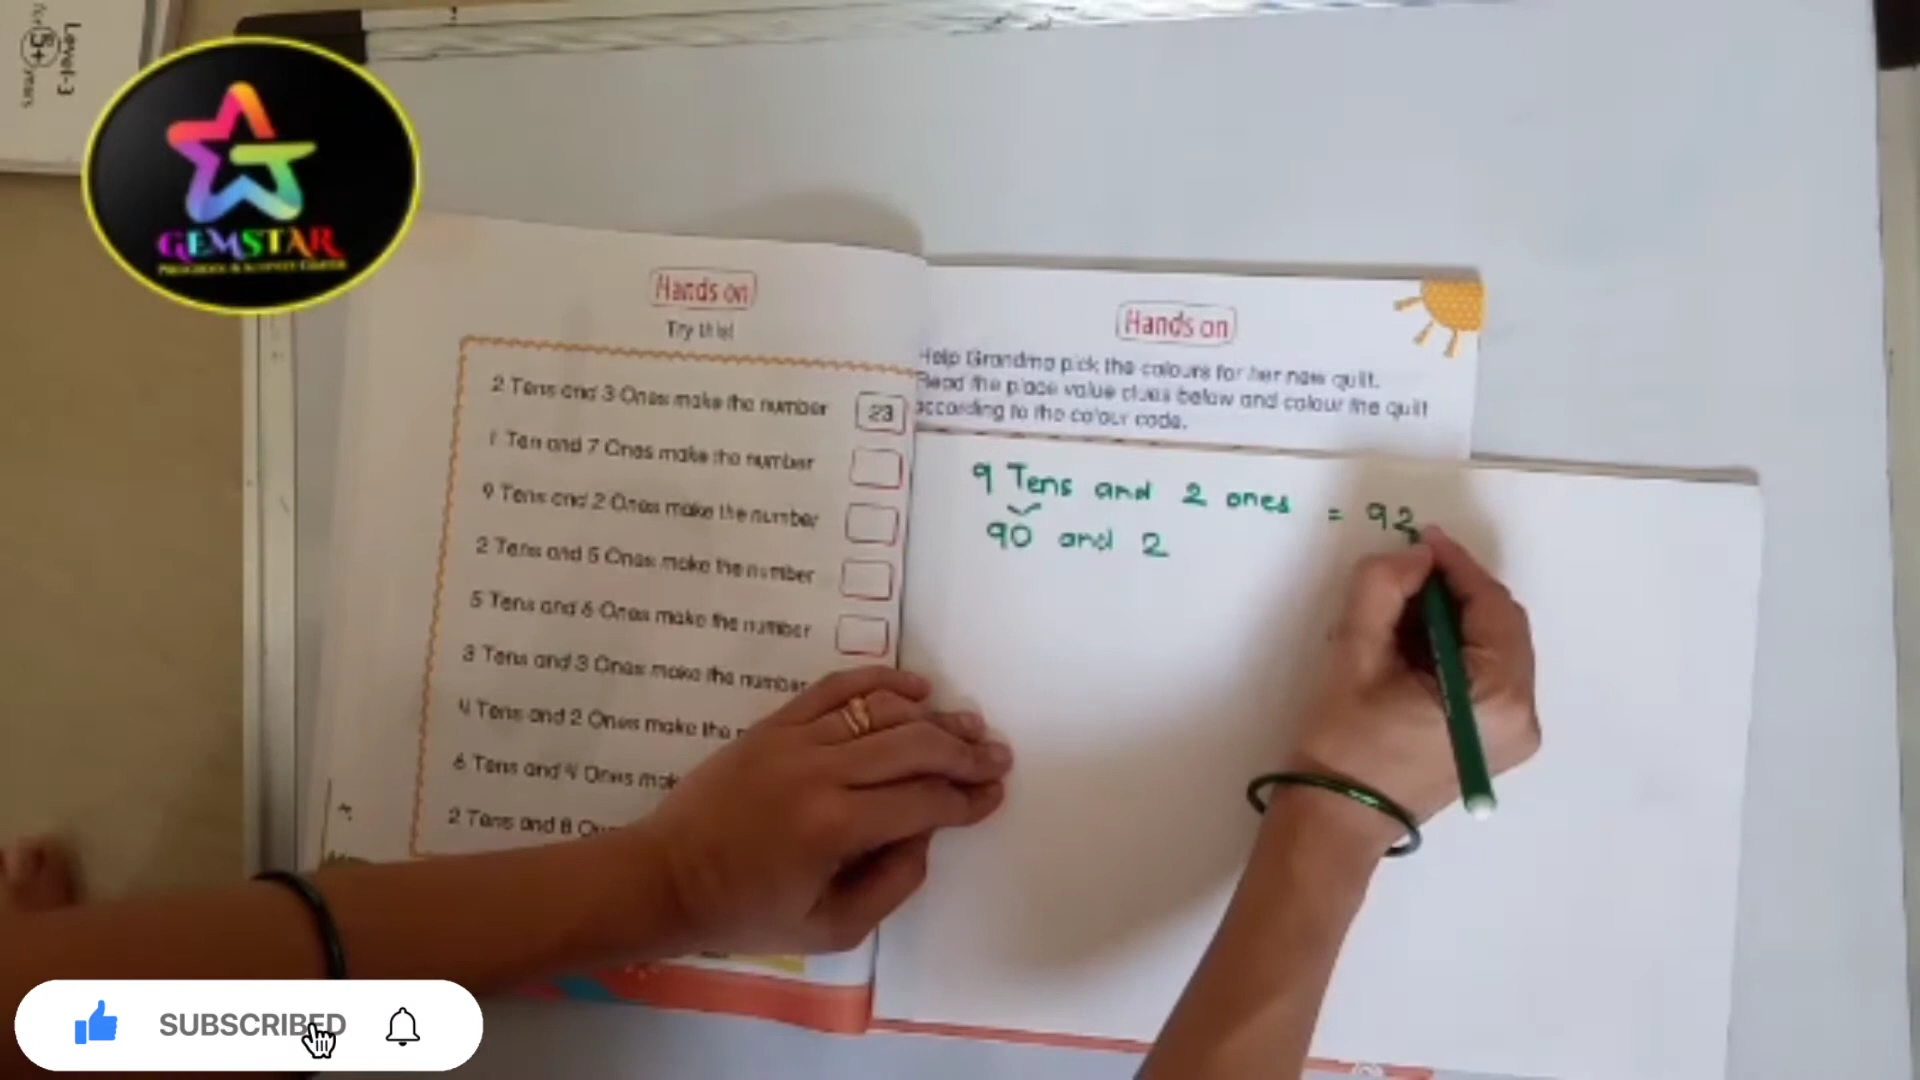 Level-3
5+
years
GEMSTAR
Hands on
Try this!
2 Tens and 3 Ones make the number 23
1 Ten and 7 Ones make the number
9 Tens and 2 Ones make the number
2 Tens and 5 Ones make the number
5 Tens and 6 Ones make the number
3 Tens and 3 Ones make the number
4 Tens and 2 Ones make the
6 Tens and 4 Ones mak
2 Tens and 8 On
Hands on
Help Grandma pick the colours for her new quilt.
Read the place value clues below and colour the quilt
according to the colour code.
9 Tens and 2 ones = 92
90 and 2
SUBSCRIBED